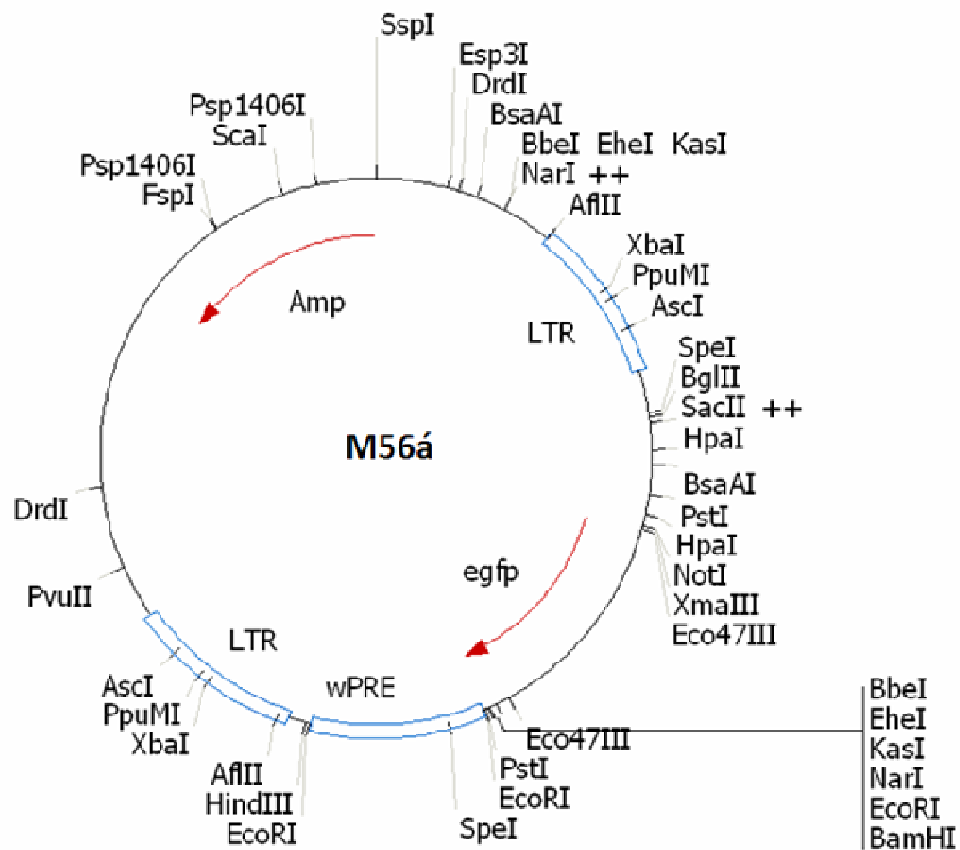 SspI
Esp3I
DrdI
BsaAI
BbeI EheI KasI
NarI ++
AflII
XbaI
PpuMI
AscI
SpeI
BglII
SacII ++
HpaI
BsaAI
PstI
HpaI
NotI
XmaIII
Eco47III
BbeI
EheI
KasI
NarI
EcoRI
BamHI
Eco47III
PstI
EcoRI
SpeI
EcoRI
HindIII
AflII
XbaI
PpuMI
AscI
PvuII
DrdI
FspI
Psp1406I
ScaI
Psp1406I
Amp
LTR
M56á
egfp
LTR
wPRE